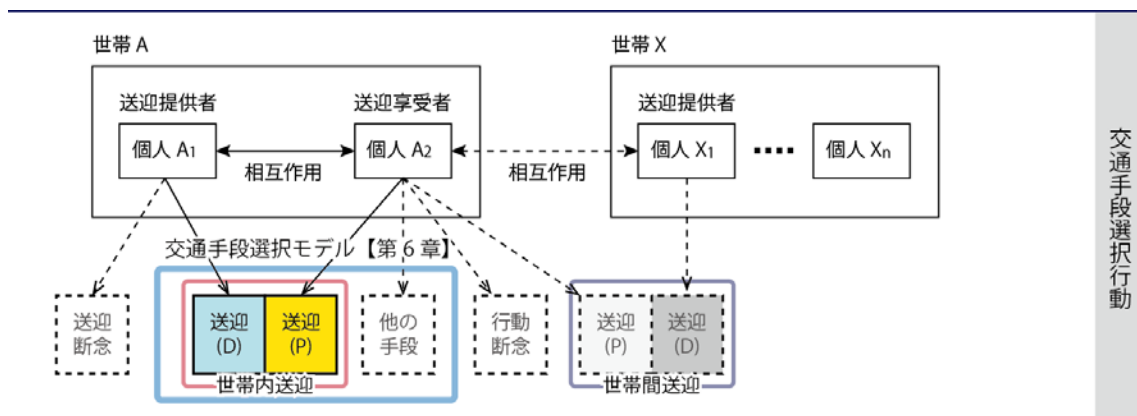 世帯 A
世帯 X
送迎提供者
送迎享受者
送迎提供者
個人 A1
個人 A2
個人 X1
個人 Xn
相互作用
相互作用
交通手段選択モデル【第 6 章】
送迎
断念
送迎
(D)
送迎
(P)
他の
手段
行動
断念
送迎
(P)
送迎
(D)
世帯内送迎
世帯間送迎
交通手段選択行動